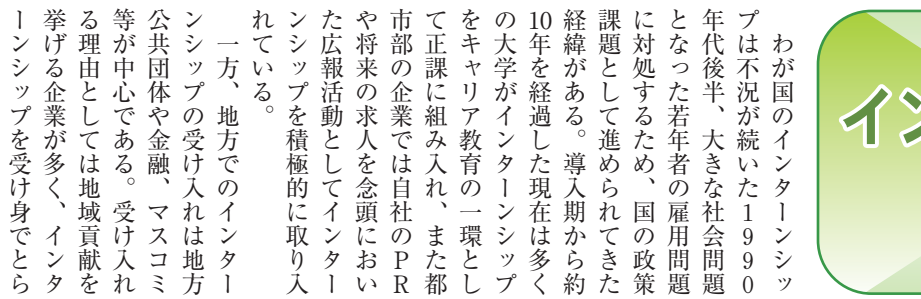 イン
わが国のインターンシッ
プは不況が続いた１９９０
年代後半、大きな社会問題
となった若年者の雇用問題
に対処するため、国の政策
課題として進められてきた
経緯がある。導入期から約
10年を経過した現在は多く
の大学がインターンシップ
をキャリア教育の一環とし
て正課に組み入れ、また都
市部の企業では自社のＰＲ
や将来の求人を念頭におい
た広報活動としてインター
ンシップを積極的に取り入
れている。
一方、地方でのインター
ンシップの受け入れは地方
公共団体や金融、マスコミ
等が中心である。受け入れ
る理由としては地域貢献を
挙げる企業が多く、インタ
ーンシップを受け身でとら